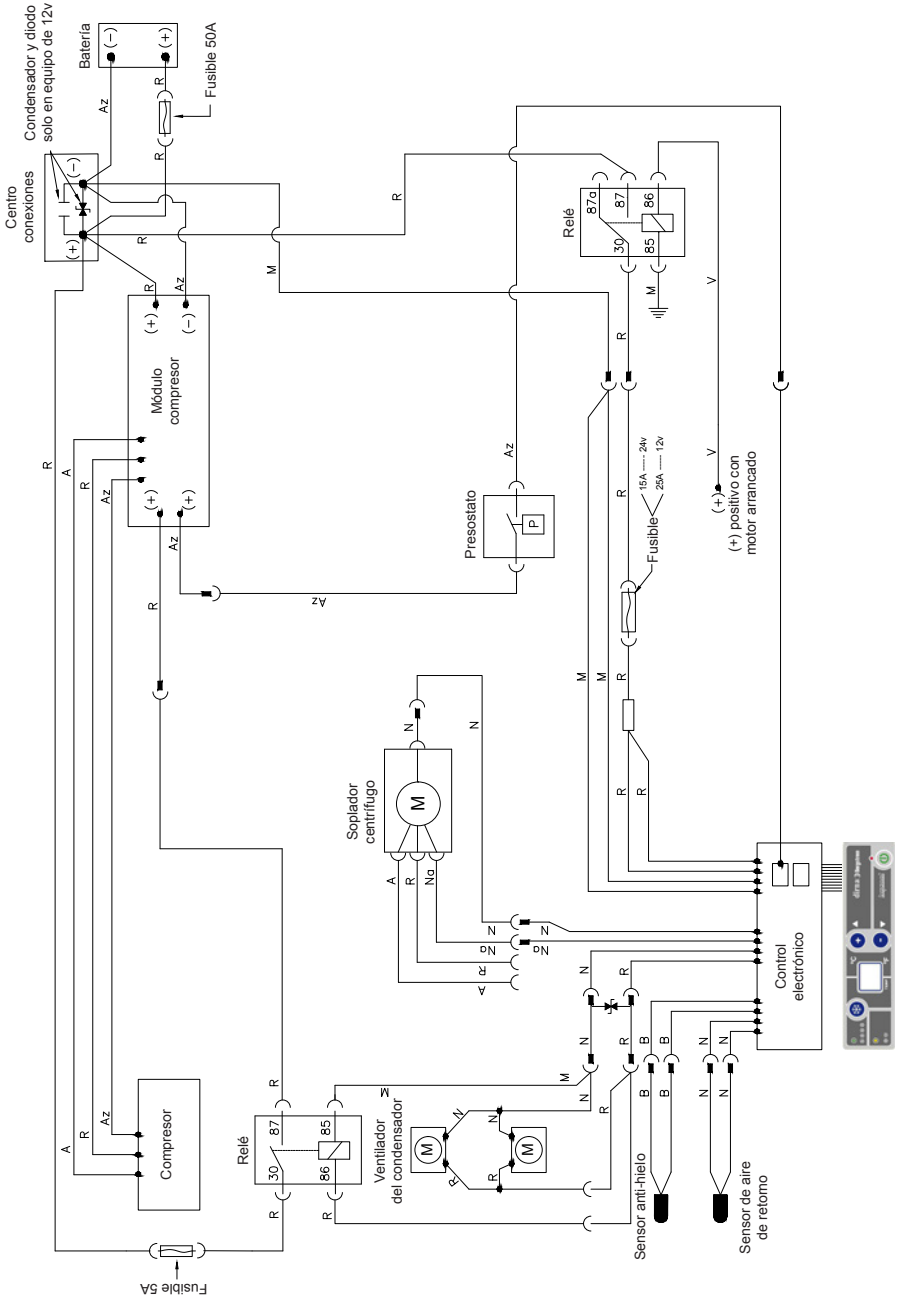 Centro
conexiones
Condensador y diodo
solo en equipo de 12v
(+)
(-)
Batería
(-)
(+)
Az
R
R
Fusible 50A
R
A
R
Az
R
Az
R
M
R
Módulo
compresor
(+)
(-)
(+)
(+)
R
Az
Az
Compresor
A
R
Az
Fusible 5A
Relé
30
87
86
85
R
R
R
M
Presostato
P
Az
Relé
87a
30
87
85
86
M
R
V
V
(+)
(+) positivo con
motor arrancado
Fusible
15A ----- 24v
25A ----- 12v
R
R
R
R
M
M
Soplador
centrífugo
M
N
N
A
R
Na
A
R
Na
N
Na
N
Ventilador
del condensador
M
M
N
R
N
R
M
N
R
N
R
N
R
Sensor anti-hielo
B
B
B
B
Sensor de aire
de retorno
N
N
N
N
Control
electrónico
°C
°F
+
-
dirna